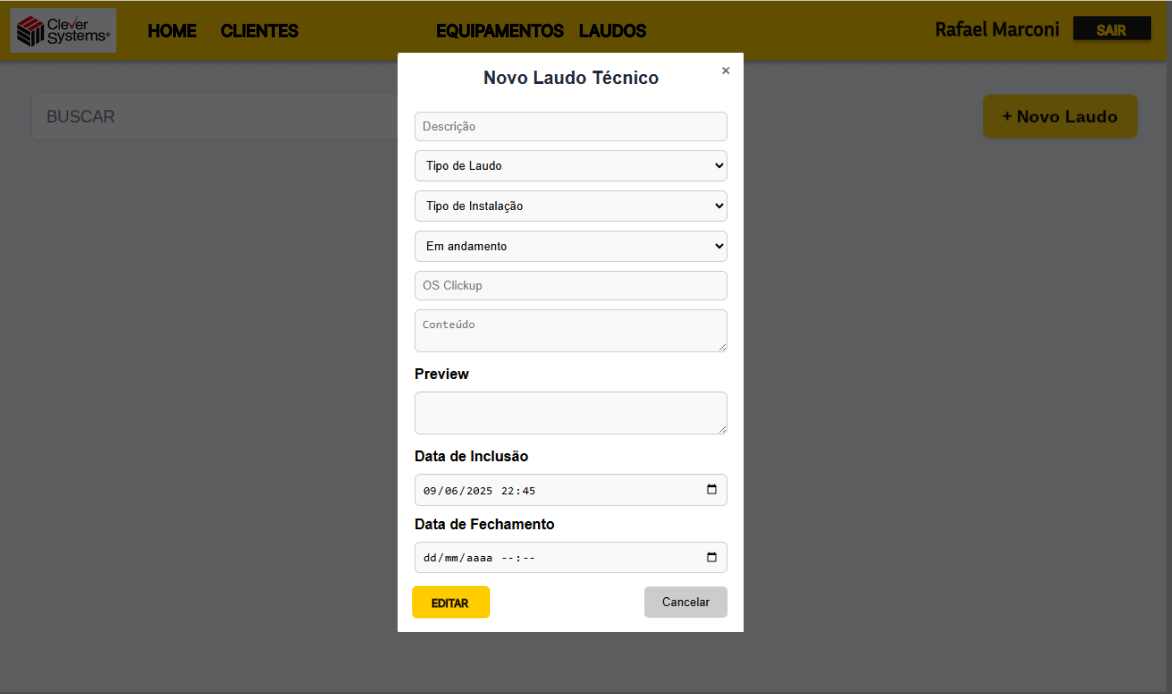 Clever Systems®
HOME CLIENTES EQUIPAMENTOS LAUDOS Rafael Marconi SAIR
BUSCAR
+ Novo Laudo
×
Novo Laudo Técnico
Descrição
Tipo de Laudo
Tipo de Instalação
Em andamento
OS Clickup
Conteúdo
Preview
Data de Inclusão
09/06/2025 22:45
Data de Fechamento
dd/mm/aaaa --:--
EDITAR Cancelar